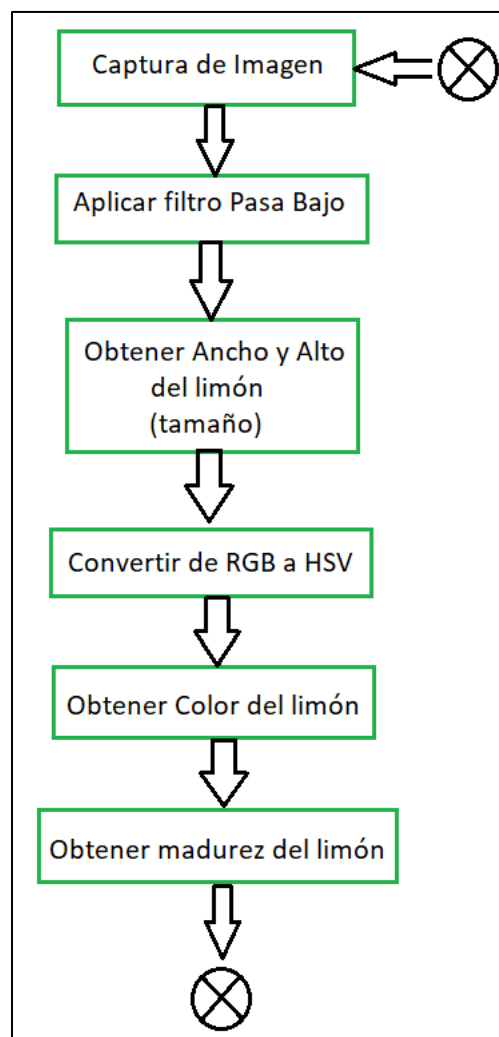 Captura de Imagen
Aplicar filtro Pasa Bajo
Obtener Ancho y Alto
del limón
(tamaño)
Convertir de RGB a HSV
Obtener Color del limón
Obtener madurez del limón